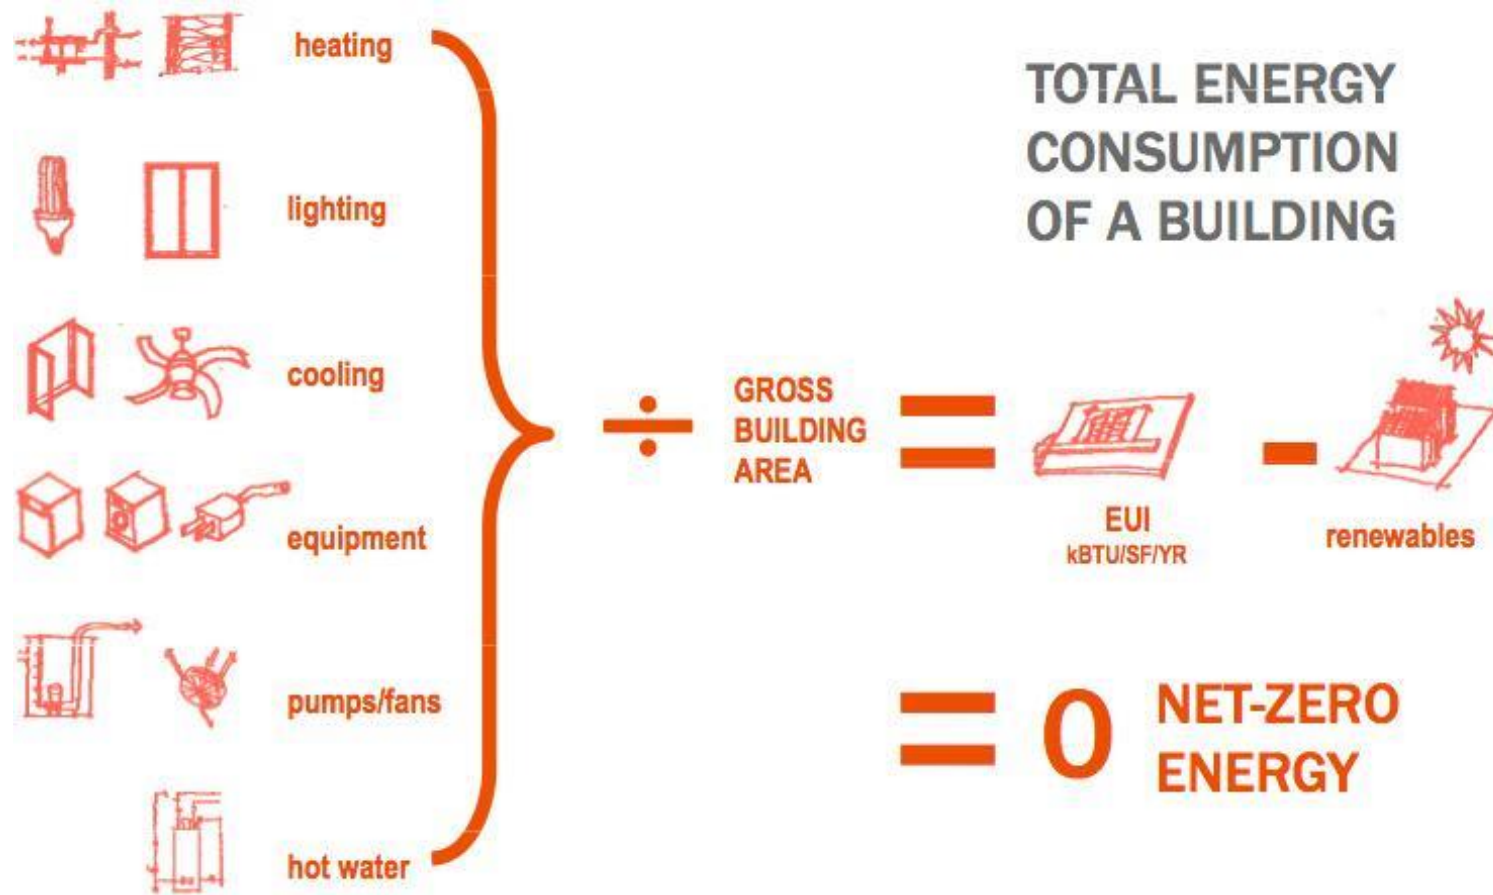 heating
lighting
cooling
equipment
pumps/fans
hot water
÷
GROSS
BUILDING
AREA
=
TOTAL ENERGY
CONSUMPTION
OF A BUILDING
EUI
kBTU/SF/YR
-
renewables
= 0 NET-ZERO
ENERGY